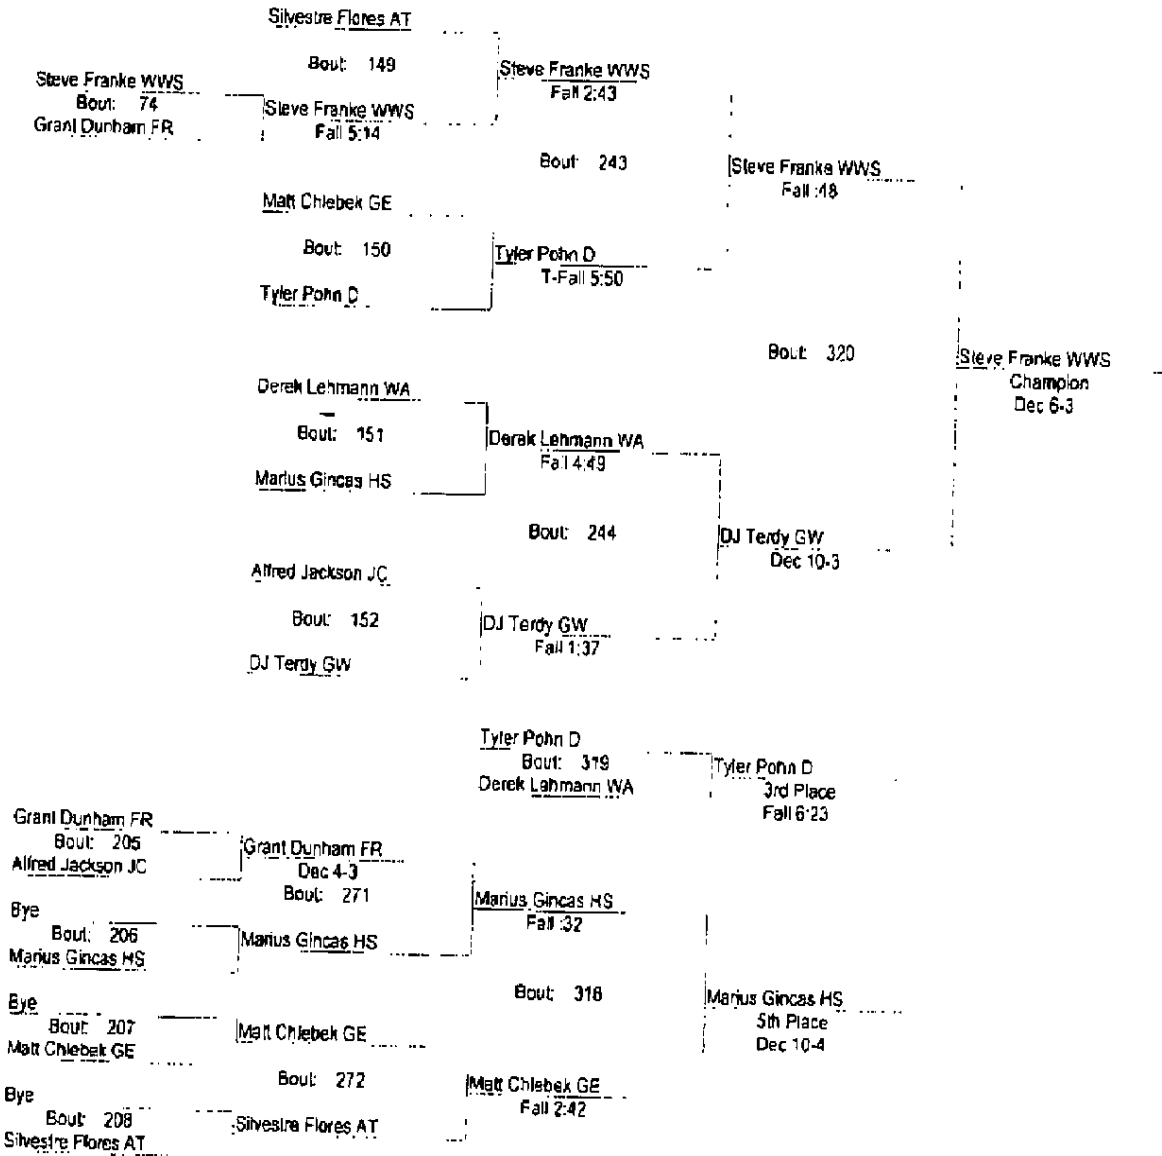 Silvestre Flores AT
Bout: 149
Steve Franke WWS
Fall 2:43
Steve Franke WWS
Bout: 74
Grant Dunham FR
Steve Franke WWS
Fall 5:14
Bout: 243
Steve Franke WWS
Fall :48
Matt Chlebek GE
Bout: 150
Tyler Pohn D
T-Fall 5:50
Tyler Pohn D
Bout: 320
Steve Franke WWS
Champion
Dec 6-3
Derek Lehmann WA
Bout: 151
Derek Lehmann WA
Fall 4:49
Marius Gincas HS
Bout: 244
DJ Terdy GW
Dec 10-3
Alfred Jackson JC
Bout: 152
DJ Terdy GW
Fall 1:37
DJ Terdy GW
Tyler Pohn D
Bout: 319
Derek Lehmann WA
Tyler Pohn D
3rd Place
Fall 6:23
Grant Dunham FR
Bout: 205
Alfred Jackson JC
Grant Dunham FR
Dec 4-3
Bout: 271
Marius Gincas HS
Fall :32
Bye
Bout: 206
Marius Gincas HS
Marius Gincas HS
Bout: 318
Marius Gincas HS
5th Place
Dec 10-4
Bye
Bout: 207
Matt Chlebek GE
Matt Chlebek GE
Bout: 272
Matt Chlebek GE
Fall 2:42
Bye
Bout: 208
Silvestre Flores AT
Silvestre Flores AT